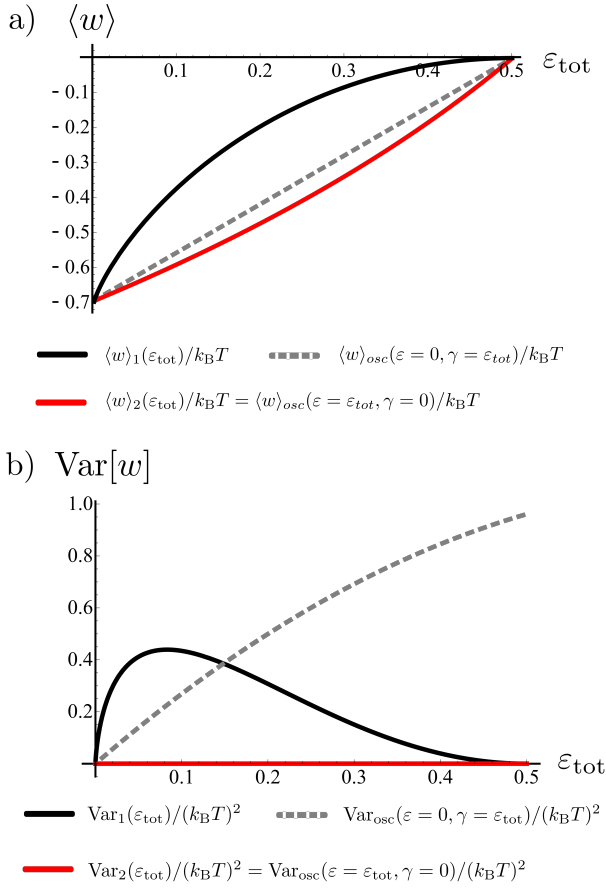 a) ⟨w⟩
0.1 0.2 0.3 0.4 0.5 ε_tot
- 0.1
- 0.2
- 0.3
- 0.4
- 0.5
- 0.6
- 0.7
⟨w⟩₁(ε_tot)/k_BT ⟨w⟩_osc(ε = 0, γ = ε_tot)/k_BT
⟨w⟩₂(ε_tot)/k_BT = ⟨w⟩_osc(ε = ε_tot, γ = 0)/k_BT
b) Var[w]
1.0
0.8
0.6
0.4
0.2
0.1 0.2 0.3 0.4 0.5 ε_tot
Var₁(ε_tot)/(k_BT)² Var_osc(ε = 0, γ = ε_tot)/(k_BT)²
Var₂(ε_tot)/(k_BT)² = Var_osc(ε = ε_tot, γ = 0)/(k_BT)²